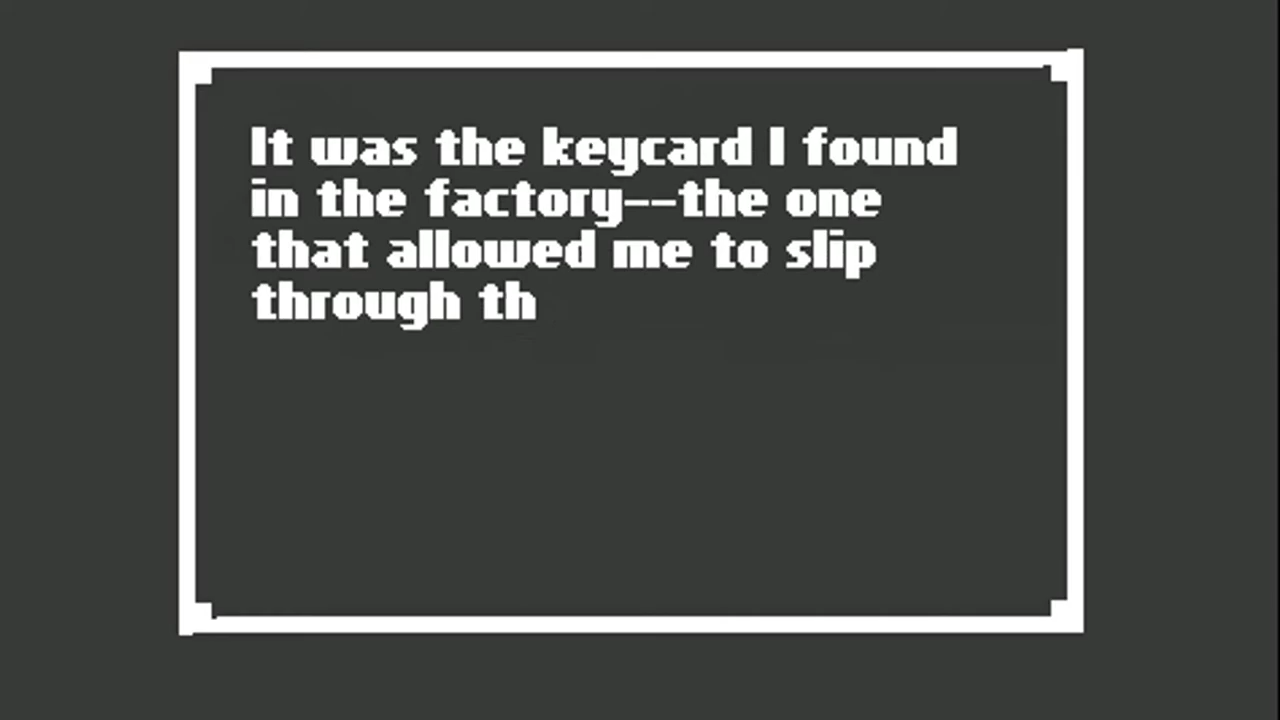 It was the keycard I found
in the factory--the one
that allowed me to slip
through th